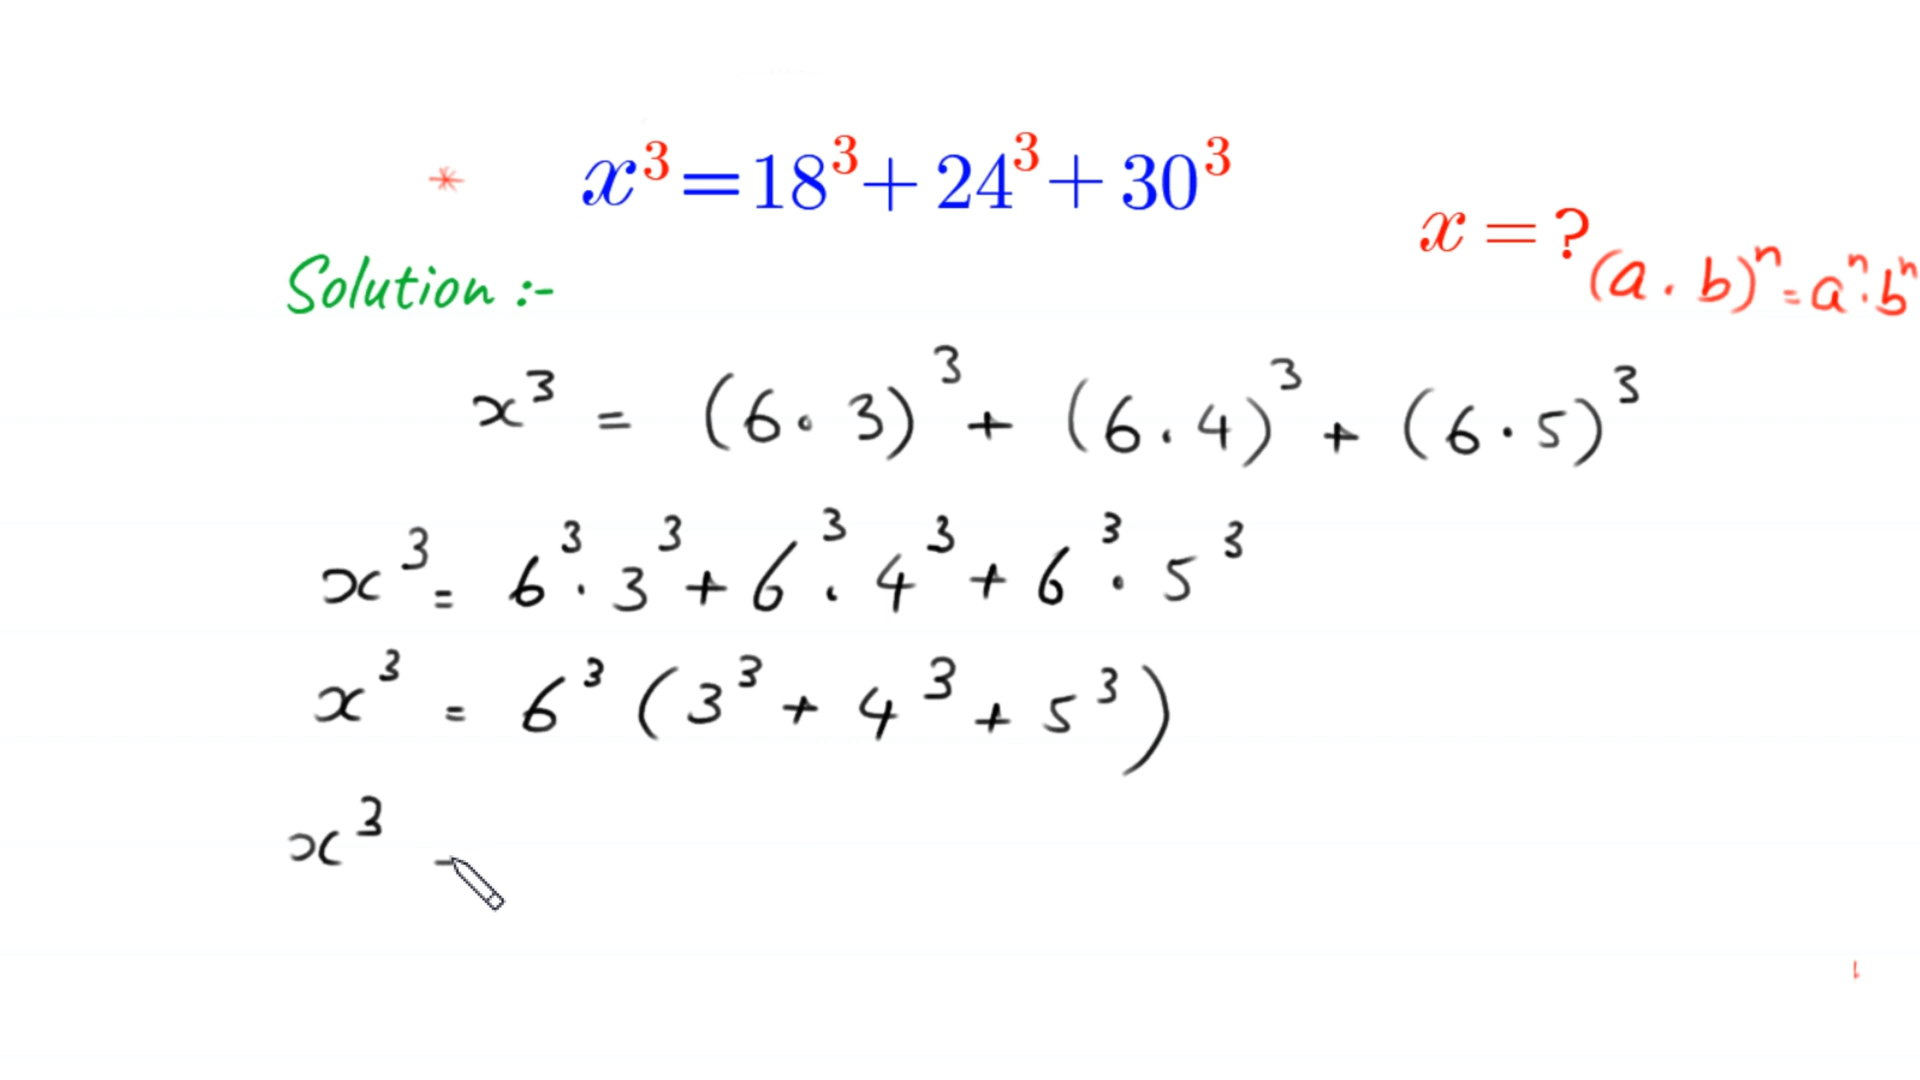 * x³ = 18³ + 24³ + 30³
x = ?
(a · b)ⁿ = aⁿ · bⁿ
Solution :-
x³ = (6 · 3)³ + (6 · 4)³ + (6 · 5)³
x³ = 6³ · 3³ + 6³ · 4³ + 6³ · 5³
x³ = 6³ (3³ + 4³ + 5³)
x³ -